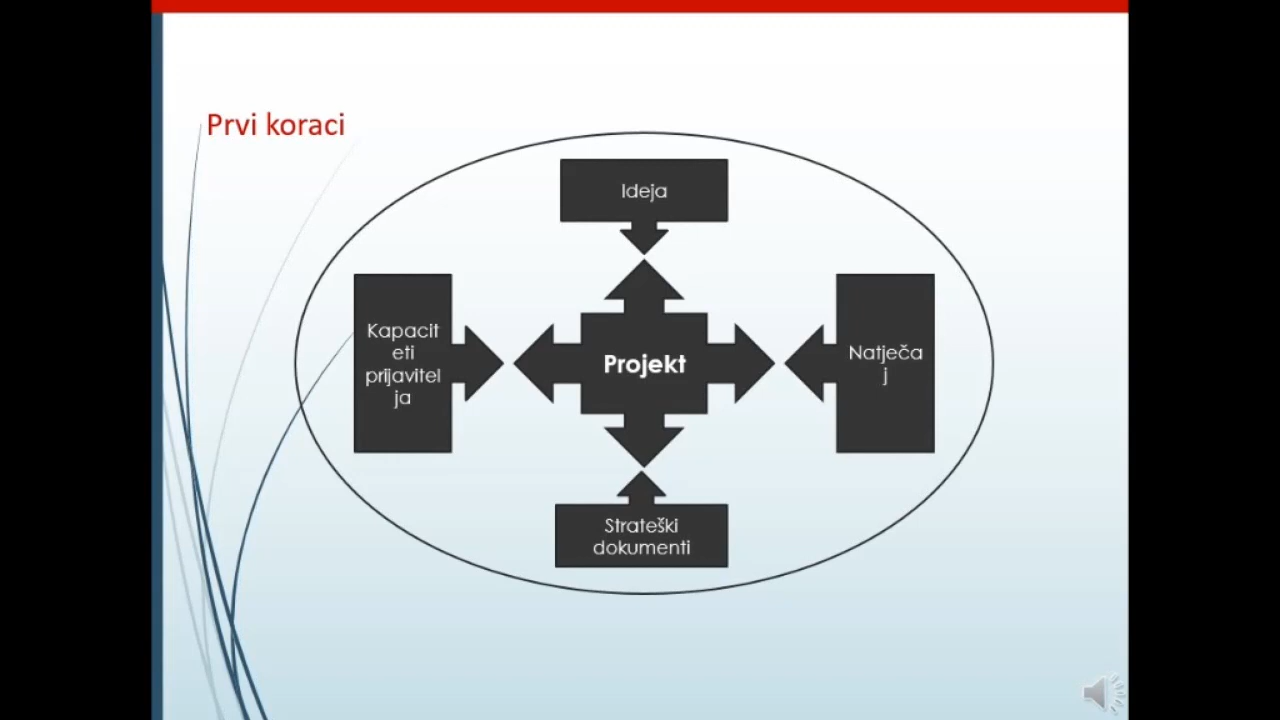 Prvi koraci
Ideja
Kapacit
eti
prijavitel
ja
Projekt
Natječa
j
Strateški
dokumenti